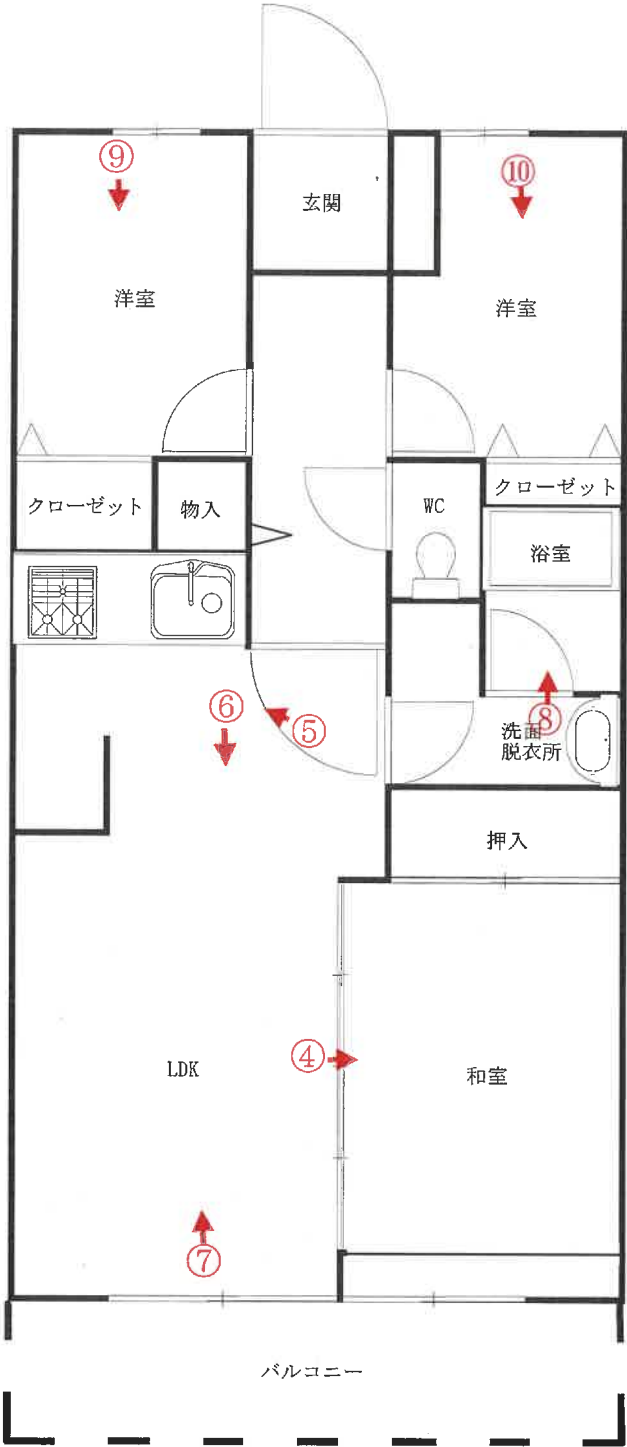 ⑨
⑩
玄関
洋室
洋室
クローゼット
物入
WC
クローゼット
浴室
⑥
⑤
⑧
洗面
脱衣所
押入
④
LDK
和室
⑦
バルコニー